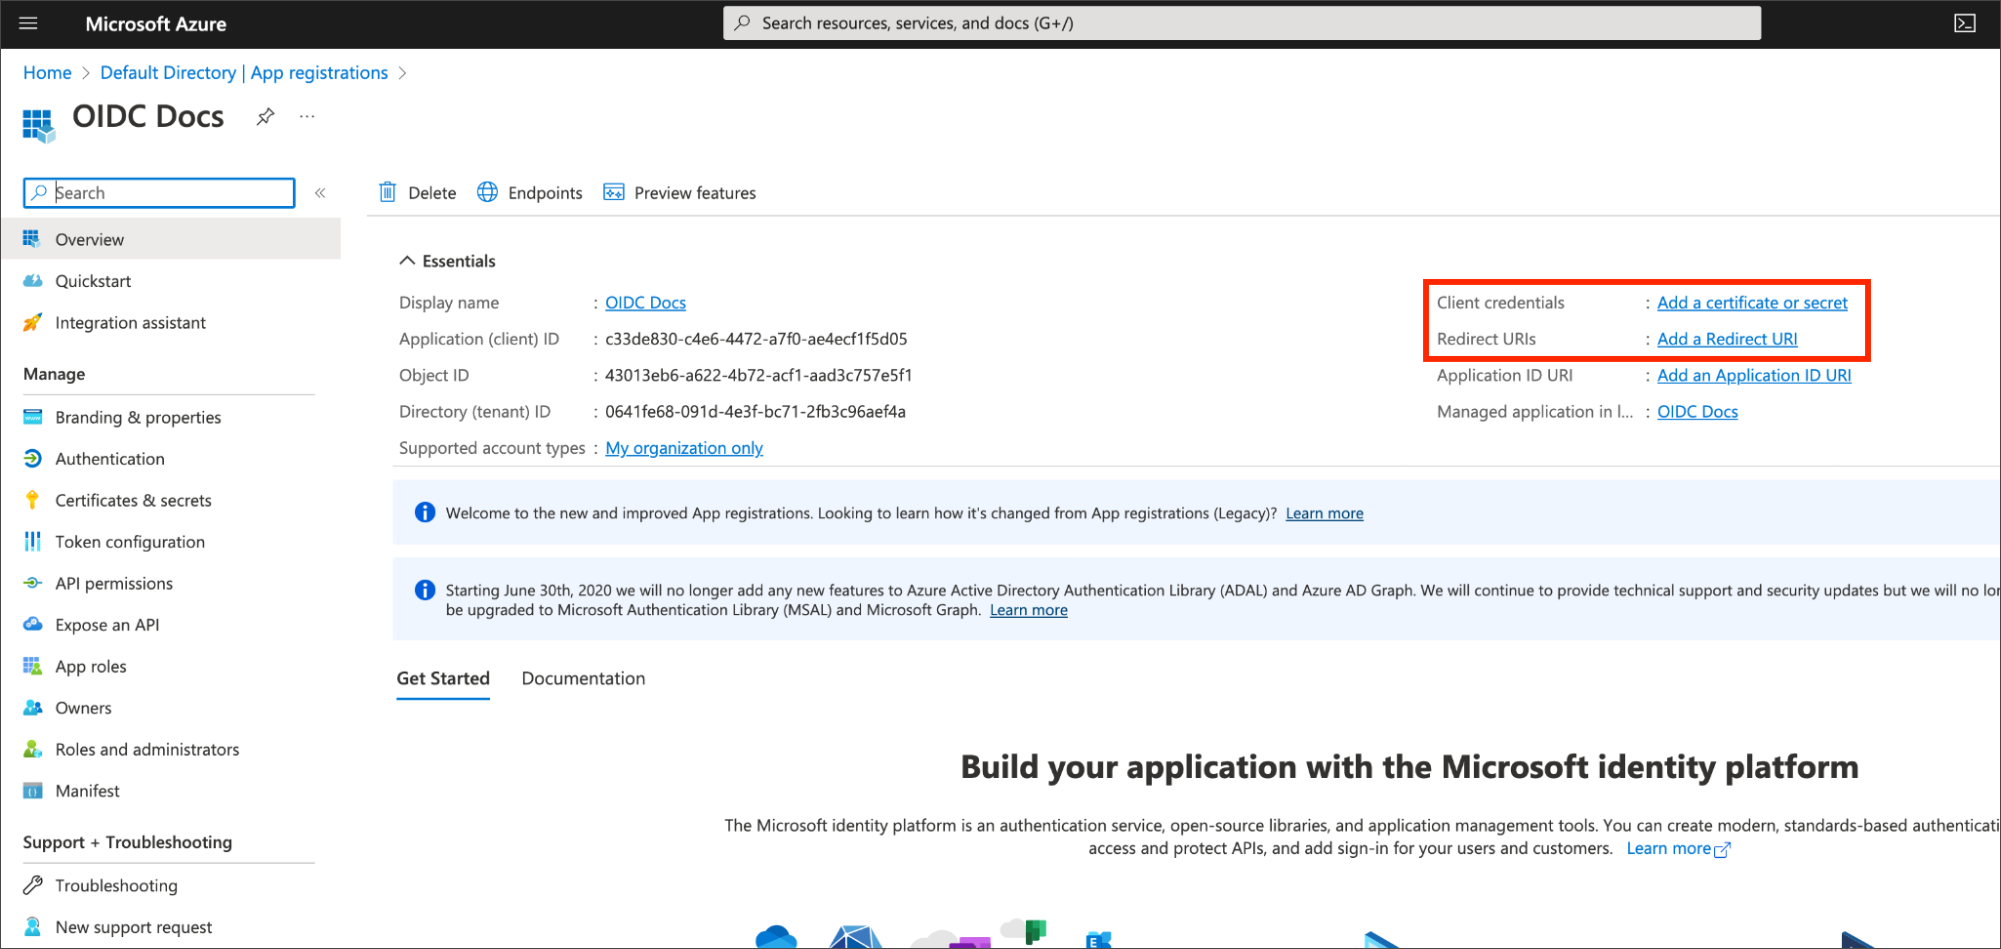 Microsoft Azure
Search resources, services, and docs (G+/)
Home > Default Directory | App registrations >
OIDC Docs
Search
Overview
Quickstart
Integration assistant
Manage
Branding & properties
Authentication
Certificates & secrets
Token configuration
API permissions
Expose an API
App roles
Owners
Roles and administrators
Manifest
Support + Troubleshooting
Troubleshooting
New support request
Delete Endpoints Preview features
Essentials
Display name : OIDC Docs
Application (client) ID : c33de830-c4e6-4472-a7f0-ae4ecf1f5d05
Object ID : 43013eb6-a622-4b72-acf1-aad3c757e5f1
Directory (tenant) ID : 0641fe68-091d-4e3f-bc71-2fb3c96aef4a
Supported account types : My organization only
Client credentials : Add a certificate or secret
Redirect URIs : Add a Redirect URI
Application ID URI : Add an Application ID URI
Managed application in l... : OIDC Docs
Welcome to the new and improved App registrations. Looking to learn how it's changed from App registrations (Legacy)? Learn more
Starting June 30th, 2020 we will no longer add any new features to Azure Active Directory Authentication Library (ADAL) and Azure AD Graph. We will continue to provide technical support and security updates but we will no lon
be upgraded to Microsoft Authentication Library (MSAL) and Microsoft Graph. Learn more
Get Started Documentation
Build your application with the Microsoft identity platform
The Microsoft identity platform is an authentication service, open-source libraries, and application management tools. You can create modern, standards-based authenticati
access and protect APIs, and add sign-in for your users and customers. Learn more